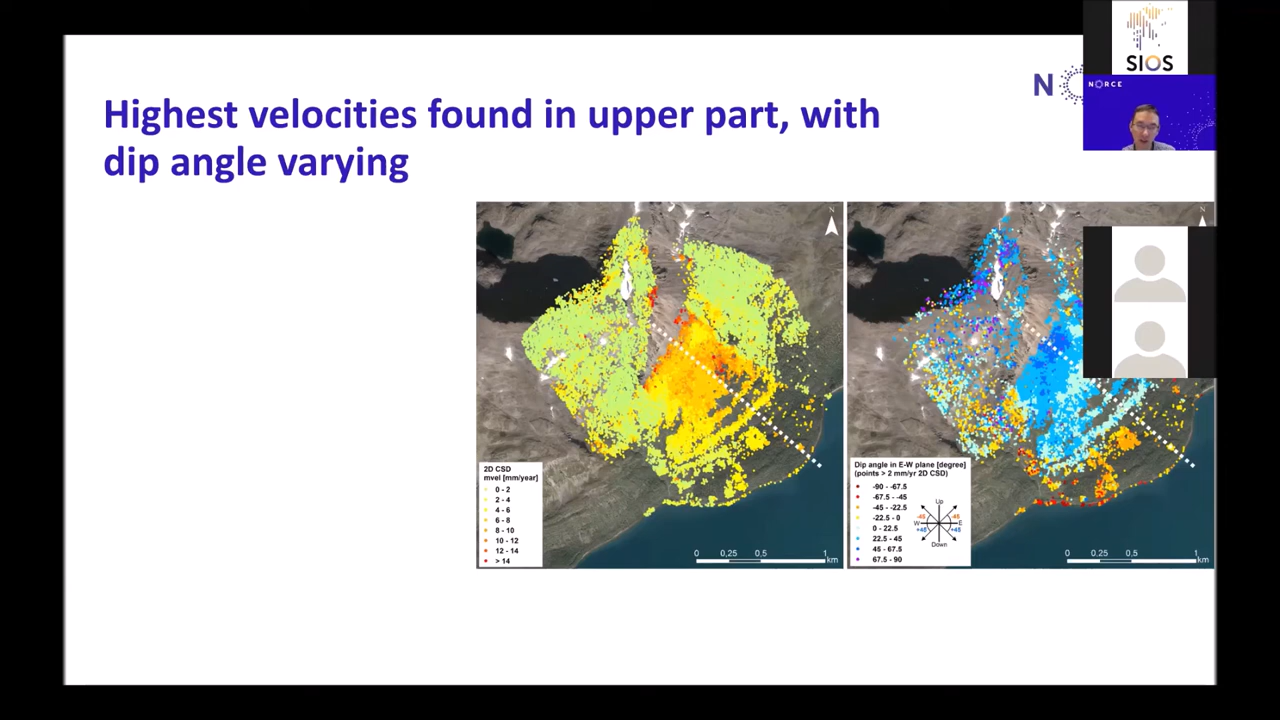 SIOS
NORCE
N
Highest velocities found in upper part, with
dip angle varying
N
2D CSD
mvel [mm/year]
0 - 2
2 - 4
4 - 6
6 - 8
8 - 10
10 - 12
12 - 14
> 14
0 0,25 0,5 1
km
Dip angle in E-W plane [degree]
(points > 2 mm/yr 2D CSD)
-90 - -67.5
-67.5 - -45
-45 - -22.5
-22.5 - 0
0 - 22.5
22.5 - 45
45 - 67.5
67.5 - 90
Up
-45 -45
W E
+45 +45
Down
0 0,25 0,5 1
km